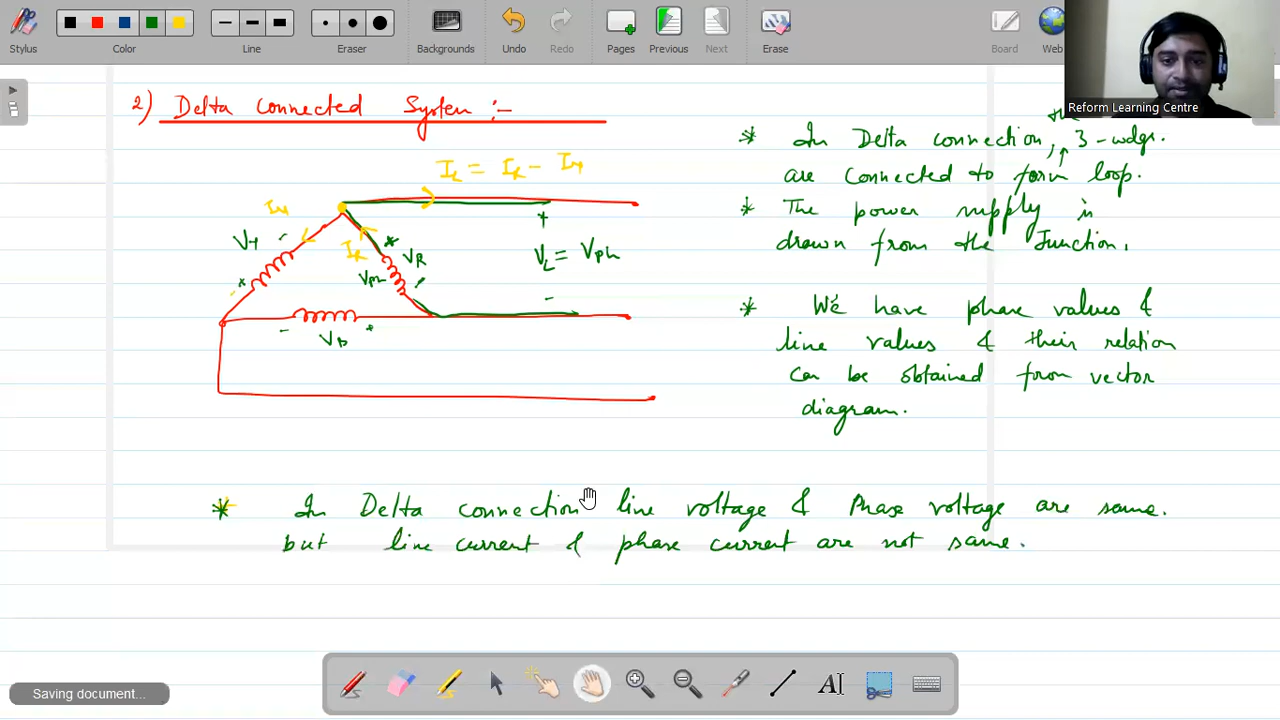 Stylus
Color
Line
Eraser
Backgrounds
Undo
Redo
Pages
Previous
Next
Erase
Board
Web
Reform Learning Centre
2) Delta Connected System :-
I_L = I_R - I_Y
I_Y
V_Y
I_R
V_R
V_Ph
V_L = V_Ph
V_B
the
* In Delta connection, 3-wdgs.
are connected to form loop.
* The power supply is
drawn from the Junction.
* We have phase values &
line values & their relation
can be obtained from vector
diagram.
* In Delta connection line voltage & Phase voltage are same.
but line current & phase current are not same.
Saving document...